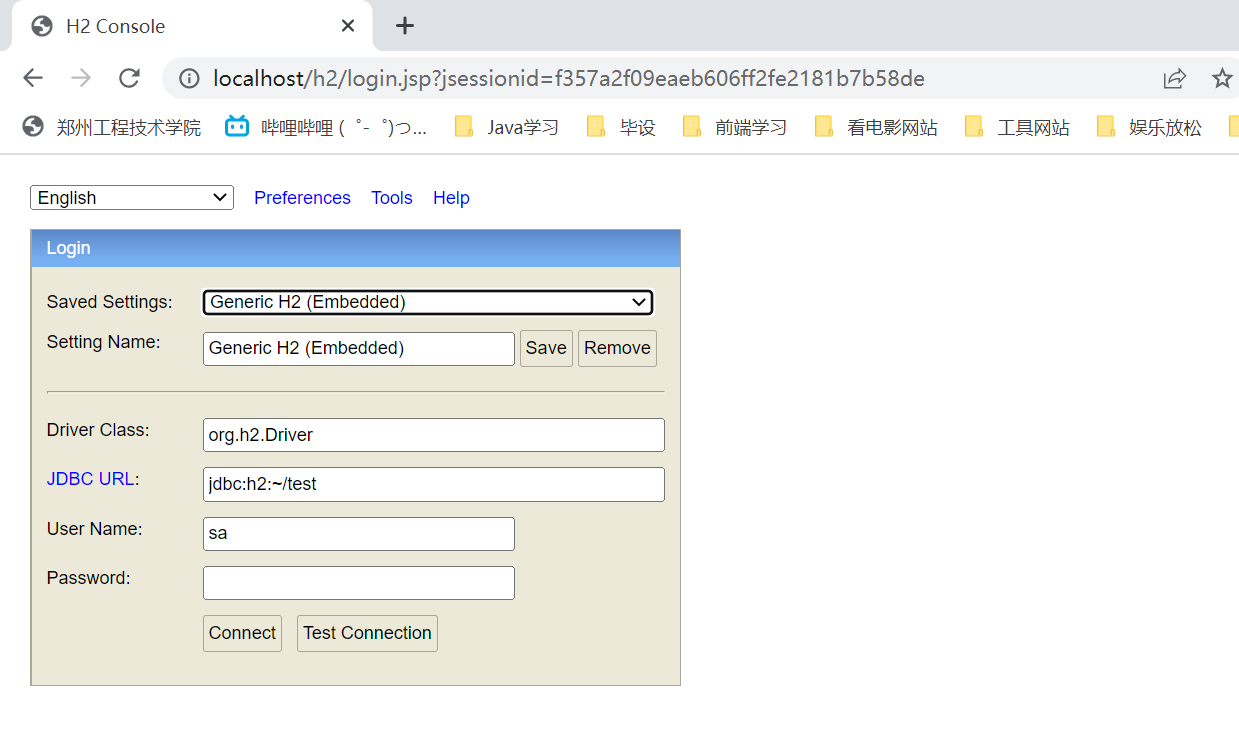 H2 Console
localhost/h2/login.jsp?jsessionid=f357a2f09eaeb606ff2fe2181b7b58de
郑州工程技术学院 哔哩哔哩 ( ゜- ゜)つ... Java学习 毕设 前端学习 看电影网站 工具网站 娱乐放松
English Preferences Tools Help
Login
Saved Settings: Generic H2 (Embedded)
Setting Name: Generic H2 (Embedded) Save Remove
Driver Class: org.h2.Driver
JDBC URL: jdbc:h2:~/test
User Name: sa
Password:
Connect Test Connection